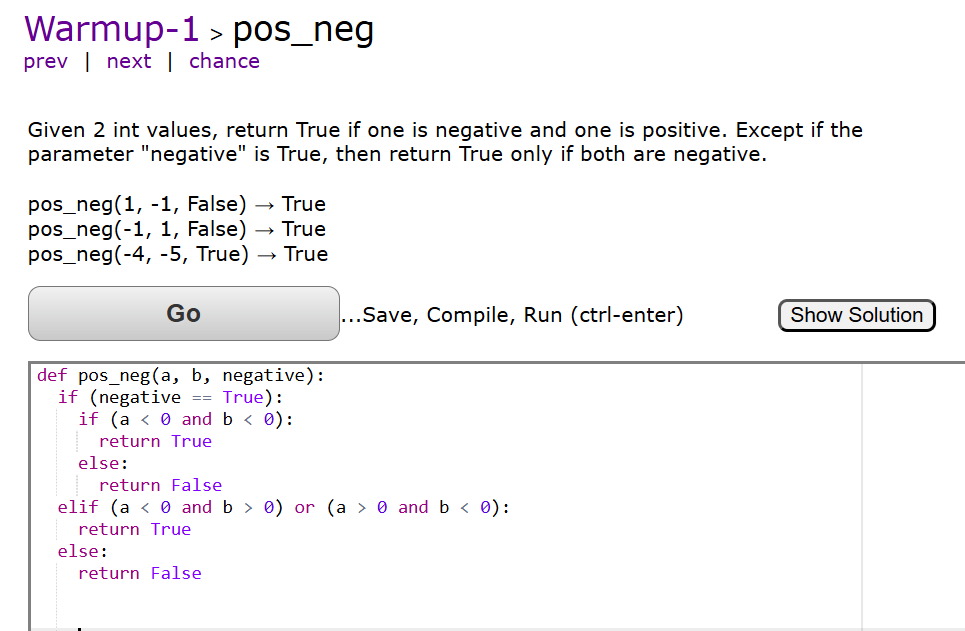 Warmup-1 > pos_neg
prev | next | chance
Given 2 int values, return True if one is negative and one is positive. Except if the
parameter "negative" is True, then return True only if both are negative.
pos_neg(1, -1, False) → True
pos_neg(-1, 1, False) → True
pos_neg(-4, -5, True) → True
Go ...Save, Compile, Run (ctrl-enter) Show Solution
def pos_neg(a, b, negative):
  if (negative == True):
    if (a < 0 and b < 0):
      return True
    else:
      return False
  elif (a < 0 and b > 0) or (a > 0 and b < 0):
    return True
  else:
    return False